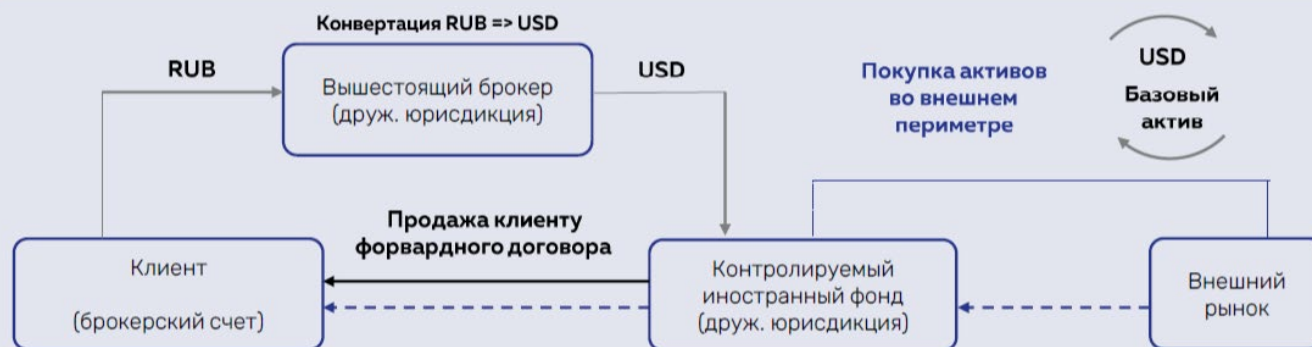 Конвертация RUB => USD
RUB
Вышестоящий брокер
(друж. юрисдикция)
USD
Покупка активов
во внешнем
периметре
USD
Базовый
актив
Продажа клиенту
форвардного договора
Клиент
(брокерский счет)
Контролируемый
иностранный фонд
(друж. юрисдикция)
Внешний
рынок